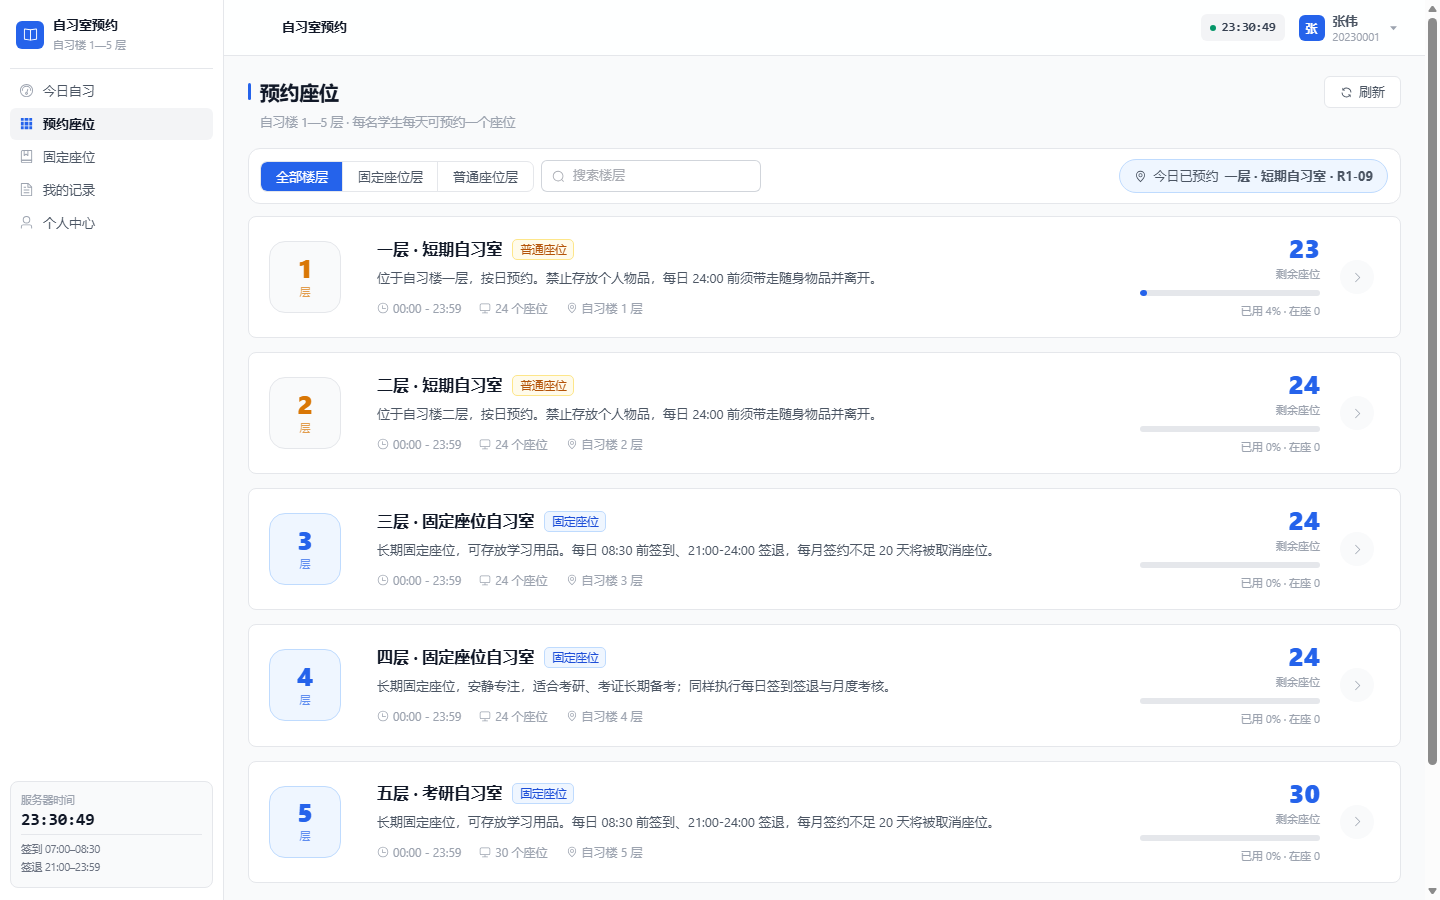 自习室预约
自习楼 1—5 层
今日自习
预约座位
固定座位
我的记录
个人中心
服务器时间
23:30:49
签到 07:00–08:30
签退 21:00–23:59
自习室预约
23:30:49
张
张伟
20230001
预约座位
自习楼 1—5 层 · 每名学生每天可预约一个座位
刷新
全部楼层
固定座位层
普通座位层
搜索楼层
今日已预约 一层 · 短期自习室 · R1-09
1
层
一层 · 短期自习室
普通座位
位于自习楼一层，按日预约。禁止存放个人物品，每日 24:00 前须带走随身物品并离开。
00:00 - 23:59
24 个座位
自习楼 1 层
23
剩余座位
已用 4% · 在座 0
2
层
二层 · 短期自习室
普通座位
位于自习楼二层，按日预约。禁止存放个人物品，每日 24:00 前须带走随身物品并离开。
00:00 - 23:59
24 个座位
自习楼 2 层
24
剩余座位
已用 0% · 在座 0
3
层
三层 · 固定座位自习室
固定座位
长期固定座位，可存放学习用品。每日 08:30 前签到、21:00-24:00 签退，每月签约不足 20 天将被取消座位。
00:00 - 23:59
24 个座位
自习楼 3 层
24
剩余座位
已用 0% · 在座 0
4
层
四层 · 固定座位自习室
固定座位
长期固定座位，安静专注，适合考研、考证长期备考；同样执行每日签到签退与月度考核。
00:00 - 23:59
24 个座位
自习楼 4 层
24
剩余座位
已用 0% · 在座 0
5
层
五层 · 考研自习室
固定座位
长期固定座位，可存放学习用品。每日 08:30 前签到、21:00-24:00 签退，每月签约不足 20 天将被取消座位。
00:00 - 23:59
30 个座位
自习楼 5 层
30
剩余座位
已用 0% · 在座 0